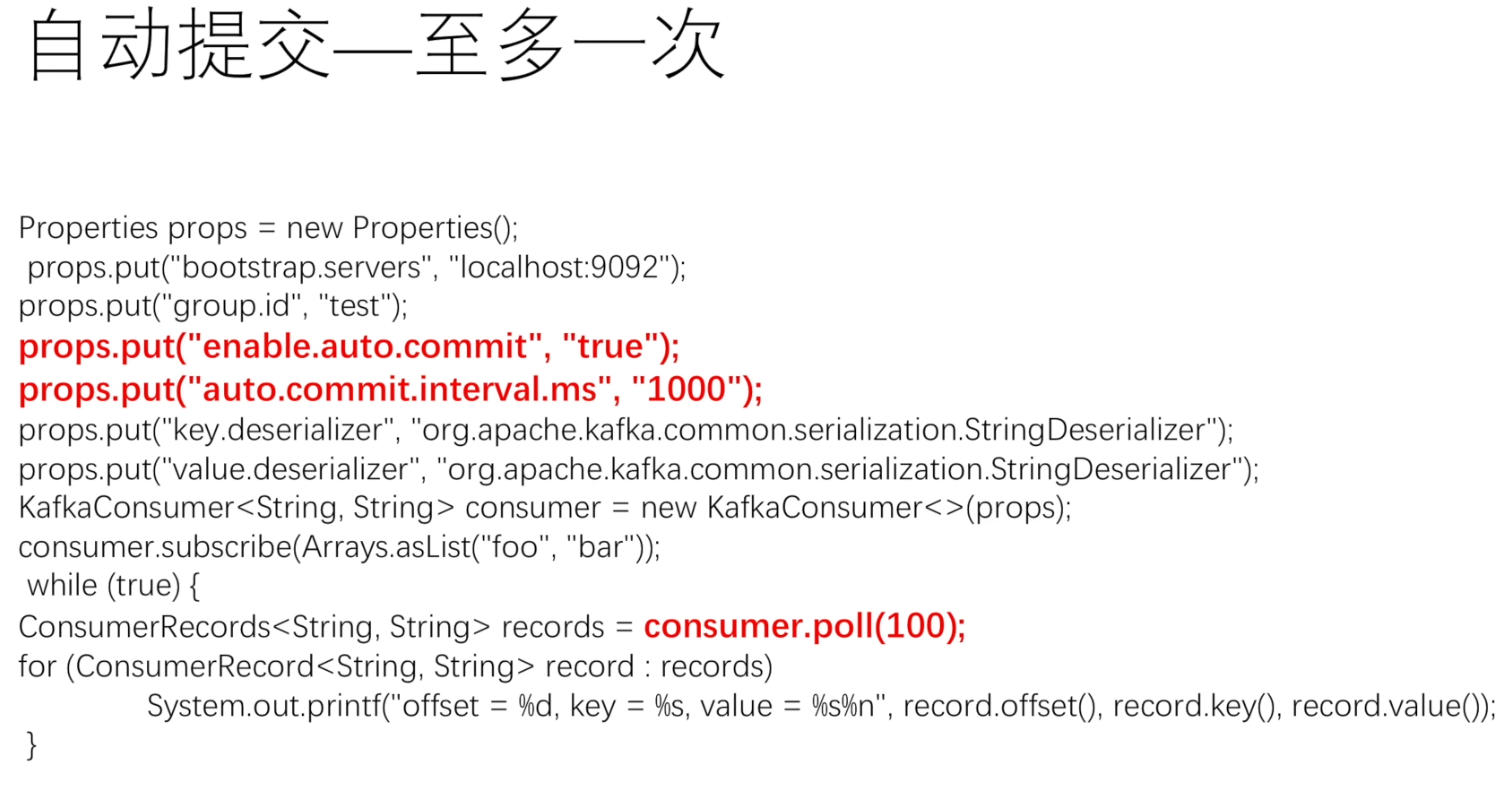 自动提交—至多一次
Properties props = new Properties();
props.put("bootstrap.servers", "localhost:9092");
props.put("group.id", "test");
props.put("enable.auto.commit", "true");
props.put("auto.commit.interval.ms", "1000");
props.put("key.deserializer", "org.apache.kafka.common.serialization.StringDeserializer");
props.put("value.deserializer", "org.apache.kafka.common.serialization.StringDeserializer");
KafkaConsumer<String, String> consumer = new KafkaConsumer<>(props);
consumer.subscribe(Arrays.asList("foo", "bar"));
while (true) {
ConsumerRecords<String, String> records = consumer.poll(100);
for (ConsumerRecord<String, String> record : records)
System.out.printf("offset = %d, key = %s, value = %s%n", record.offset(), record.key(), record.value());
}